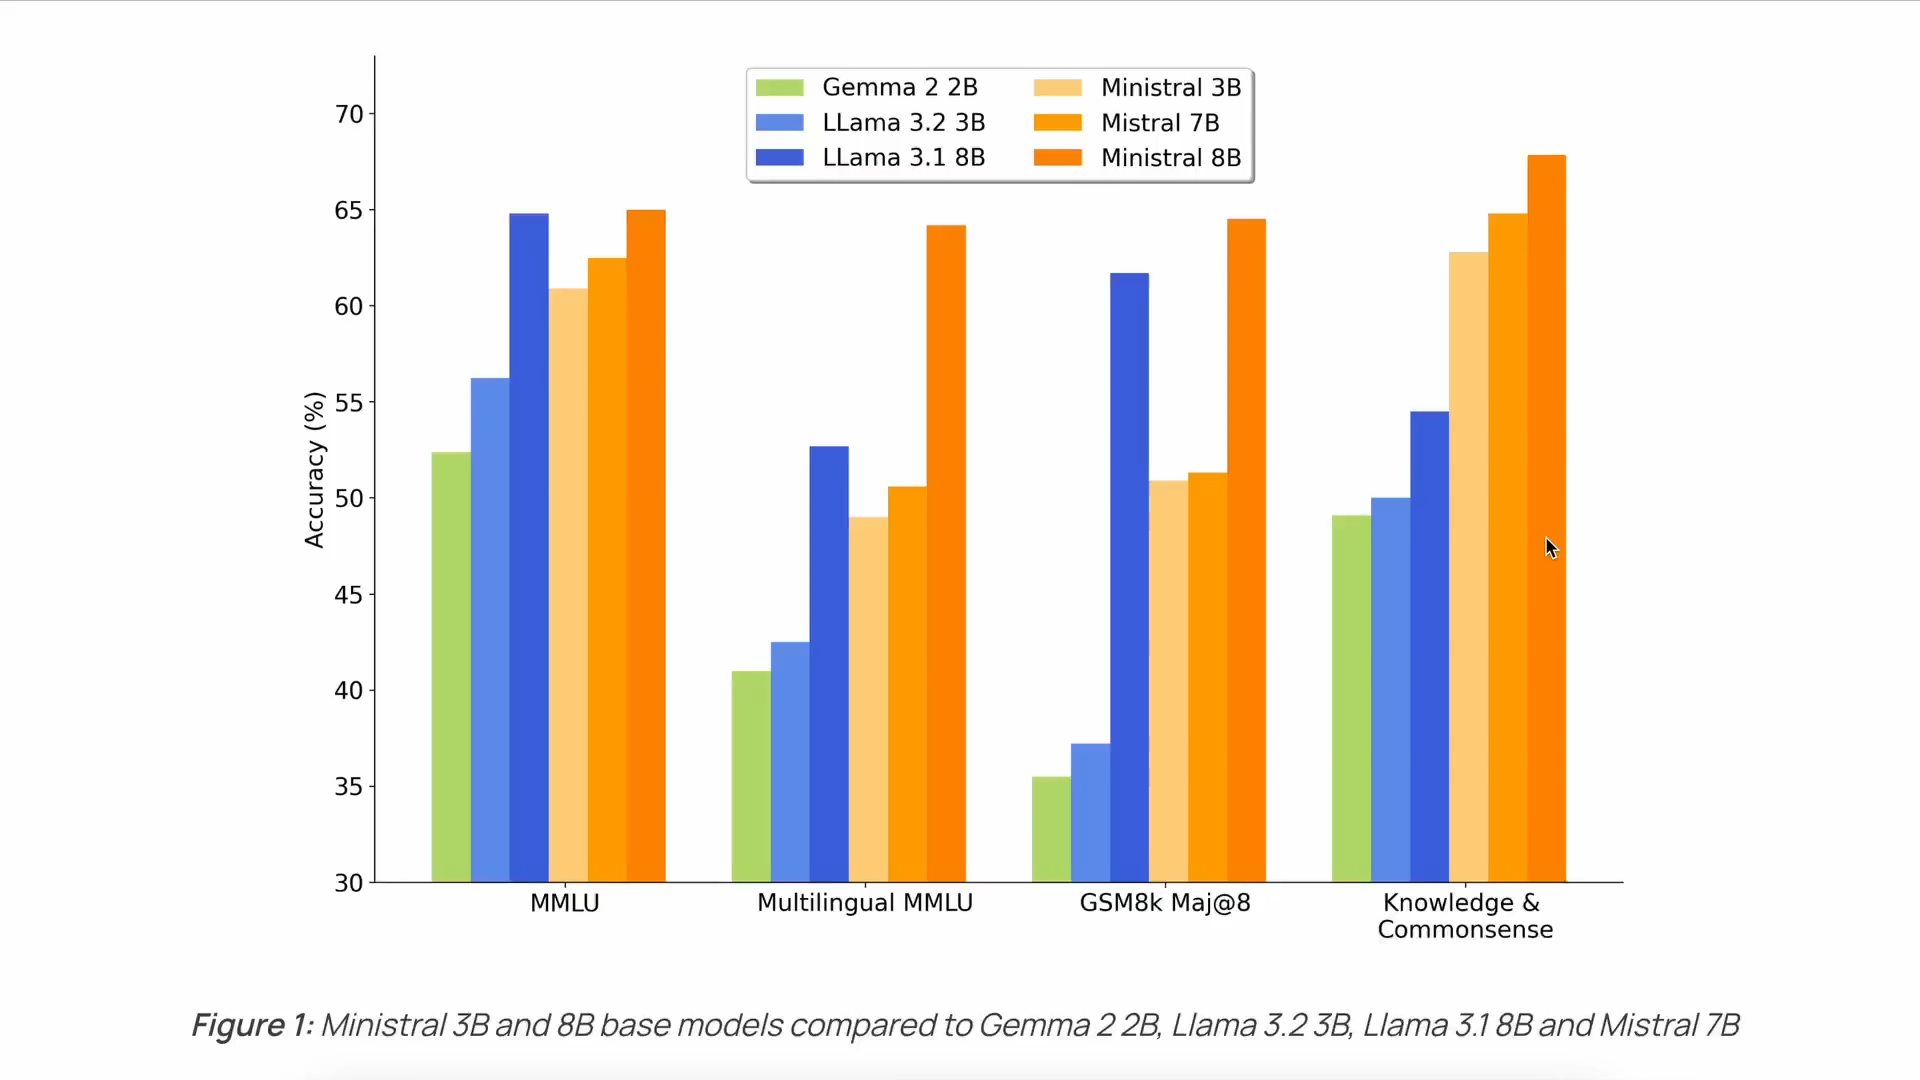 Gemma 2 2B
LLama 3.2 3B
LLama 3.1 8B
Ministral 3B
Mistral 7B
Ministral 8B
Accuracy (%)
70
65
60
55
50
45
40
35
30
MMLU
Multilingual MMLU
GSM8k Maj@8
Knowledge &
Commonsense
Figure 1: Ministral 3B and 8B base models compared to Gemma 2 2B, Llama 3.2 3B, Llama 3.1 8B and Mistral 7B